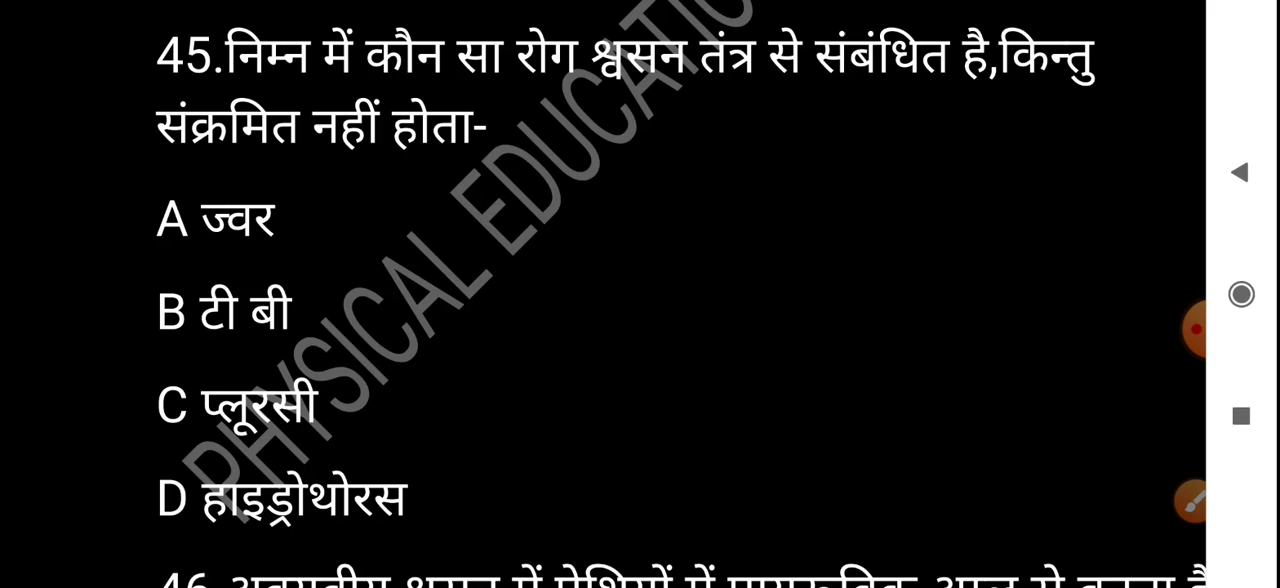 45.निम्न में कौन सा रोग श्वसन तंत्र से संबंधित है,किन्तु
संक्रमित नहीं होता-
A ज्वर
B टी बी
C प्लूरसी
D हाइड्रोथोरस
PHYSICAL EDUCATIO